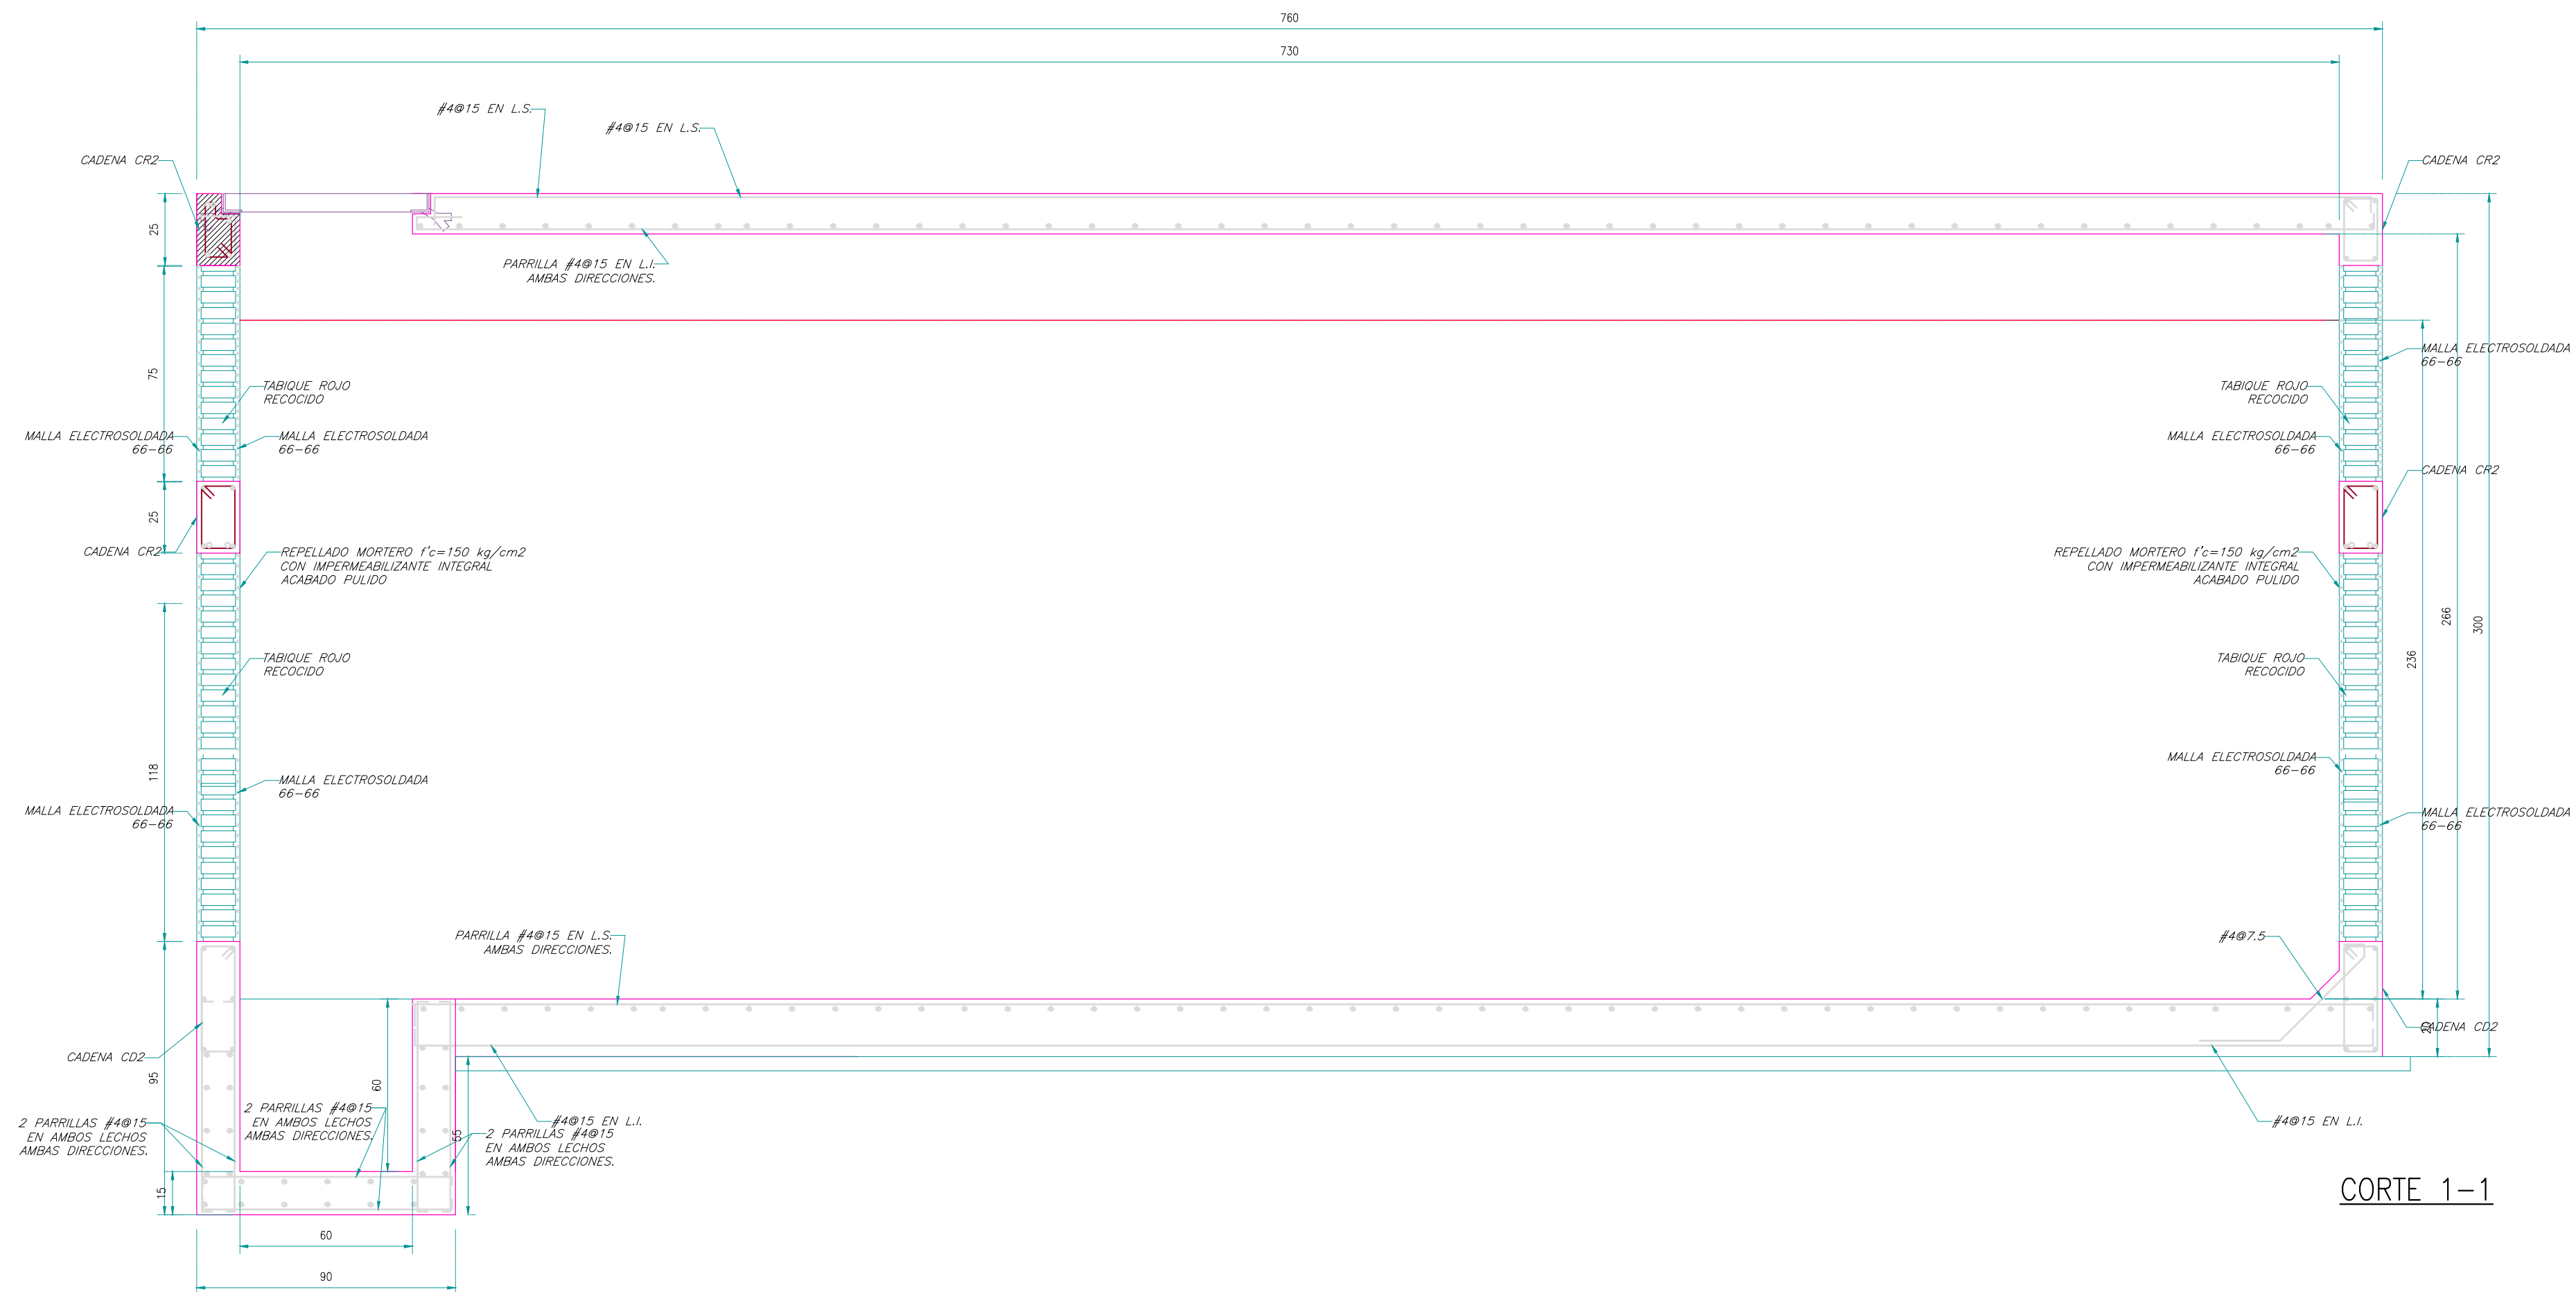 760
730
#4@15 EN L.S.
#4@15 EN L.S.
CADENA CR2
CADENA CR2
25
PARRILLA #4@15 EN L.I.
AMBAS DIRECCIONES.
75
MALLA ELECTROSOLDADA
66-66
TABIQUE ROJO
RECOCIDO
TABIQUE ROJO
RECOCIDO
MALLA ELECTROSOLDADA
66-66
MALLA ELECTROSOLDADA
66-66
MALLA ELECTROSOLDADA
66-66
CADENA CR2
25
CADENA CR2
REPELLADO MORTERO f'c=150 kg/cm2
CON IMPERMEABILIZANTE INTEGRAL
ACABADO PULIDO
REPELLADO MORTERO f'c=150 kg/cm2
CON IMPERMEABILIZANTE INTEGRAL
ACABADO PULIDO
266
300
236
TABIQUE ROJO
RECOCIDO
TABIQUE ROJO
RECOCIDO
118
MALLA ELECTROSOLDADA
66-66
MALLA ELECTROSOLDADA
66-66
MALLA ELECTROSOLDADA
66-66
MALLA ELECTROSOLDADA
66-66
PARRILLA #4@15 EN L.S.
AMBAS DIRECCIONES.
#4@7.5
20
CADENA CD2
CADENA CD2
95
60
2 PARRILLAS #4@15
EN AMBOS LECHOS
AMBAS DIRECCIONES.
2 PARRILLAS #4@15
EN AMBOS LECHOS
AMBAS DIRECCIONES.
55
#4@15 EN L.I.
2 PARRILLAS #4@15
EN AMBOS LECHOS
AMBAS DIRECCIONES.
#4@15 EN L.I.
15
CORTE 1-1
60
90